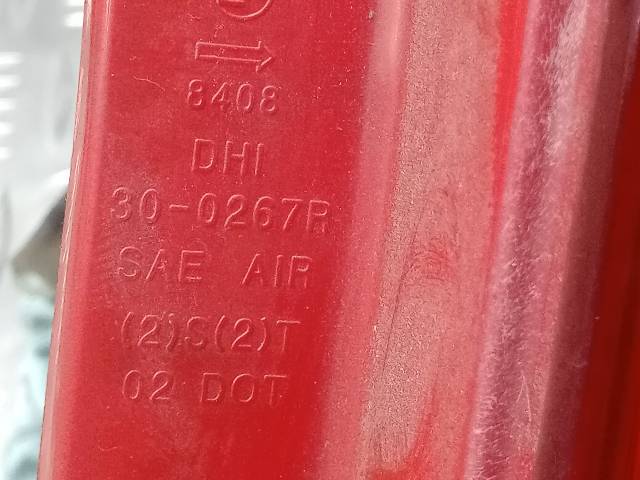 8408
DHI
30-0267R
SAE AIR
(2)S(2)T
02 DOT